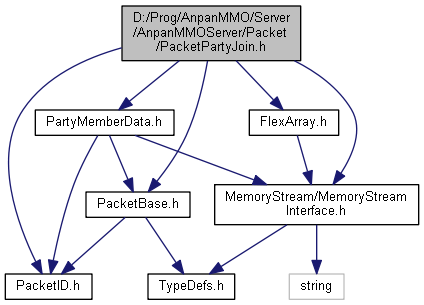 D:/Prog/AnpanMMO/Server
/AnpanMMOServer/Packet
/PacketPartyJoin.h
PartyMemberData.h
FlexArray.h
PacketBase.h
MemoryStream/MemoryStream
Interface.h
PacketID.h
TypeDefs.h
string